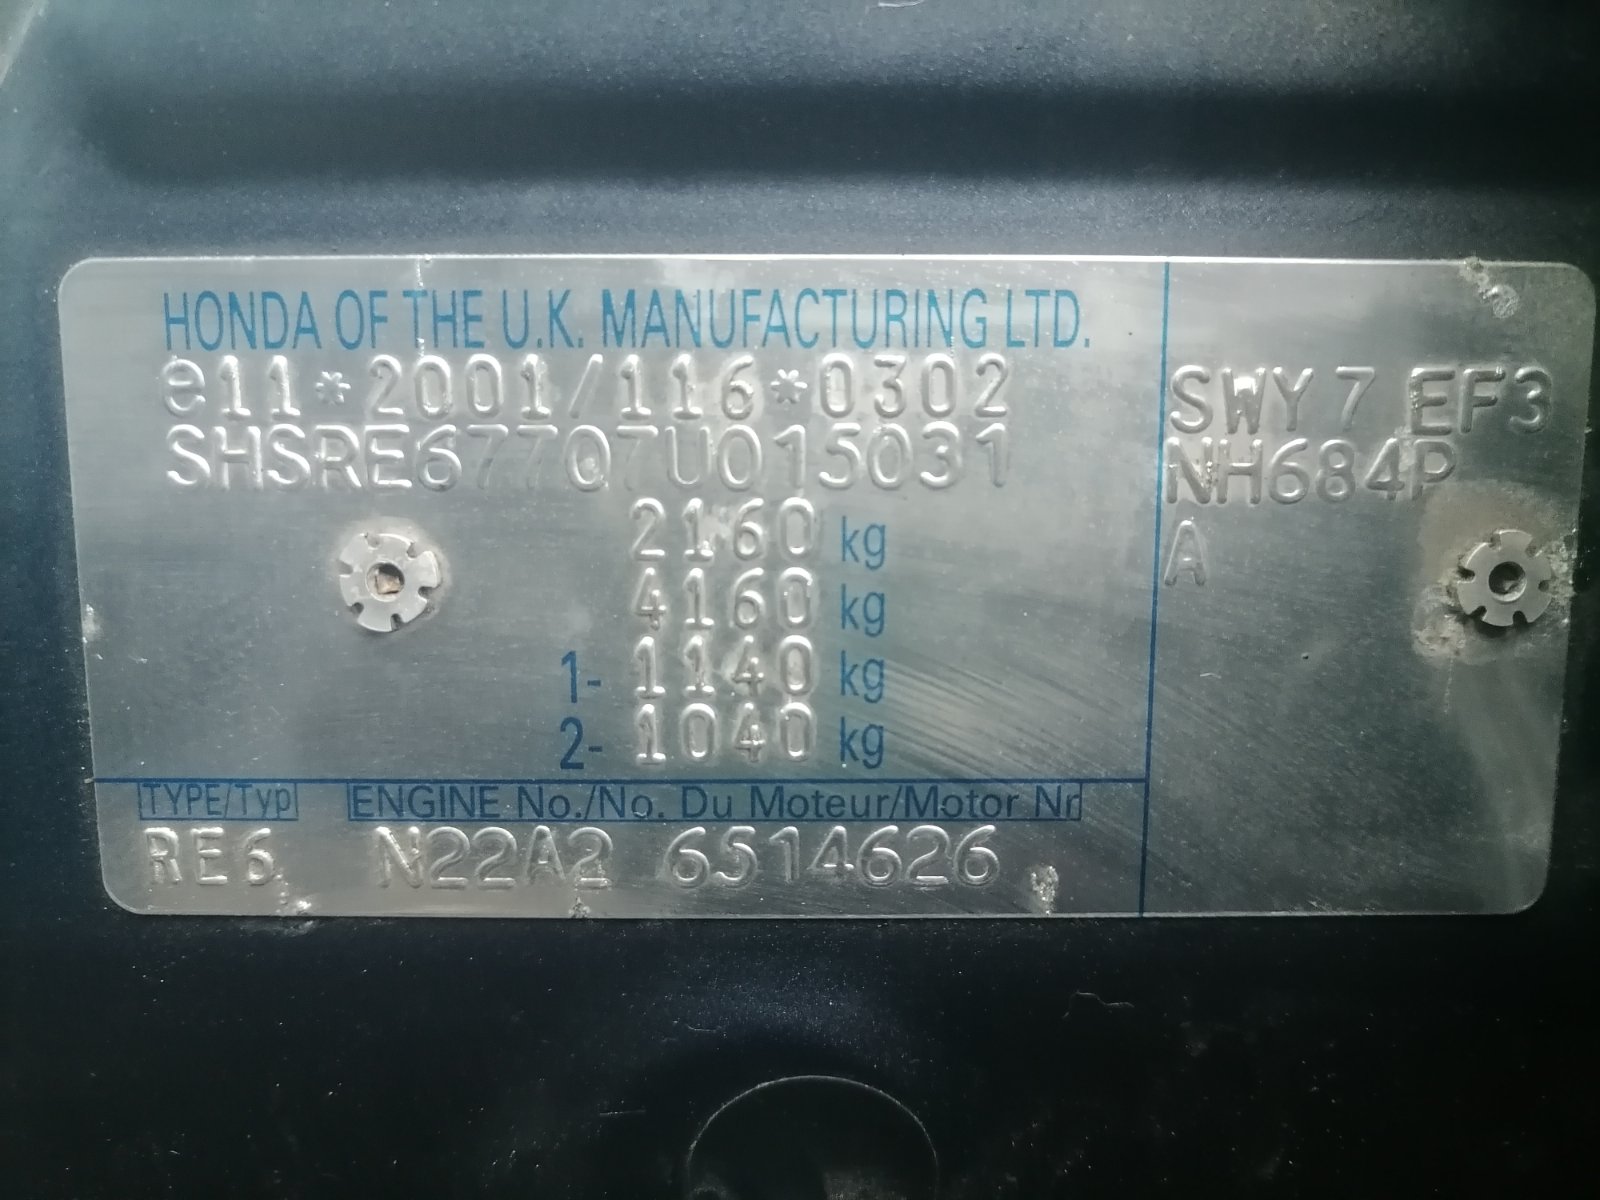 HONDA OF THE U.K. MANUFACTURING LTD.
e11*2001/116*0302
SHSRE67707U015031
2160 kg
4160 kg
1- 1140 kg
2- 1040 kg
TYPE/Typ ENGINE No./No. Du Moteur/Motor Nr
RE6 N22A2 6514626
SWY 7 EF3
NH684P
A